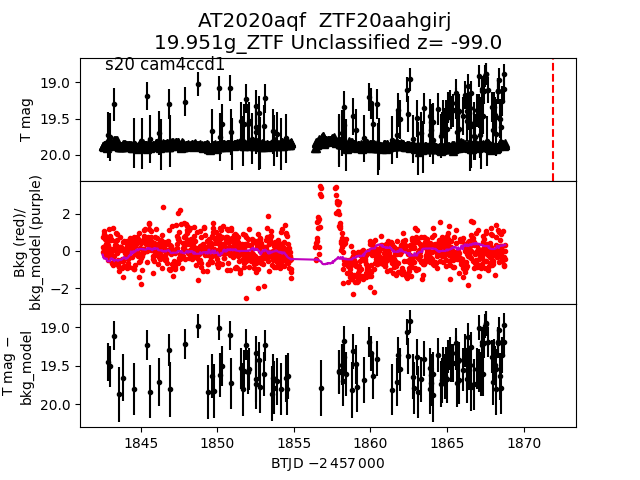 AT2020aqf  ZTF20aahgirj
19.951g_ZTF Unclassified z= -99.0
s20 cam4ccd1
T mag
19.0
19.5
20.0
Bkg (red)/
bkg_model (purple)
2
0
−2
T mag −
bkg_model
19.0
19.5
20.0
1845 1850 1855 1860 1865 1870
BTJD −2 457 000